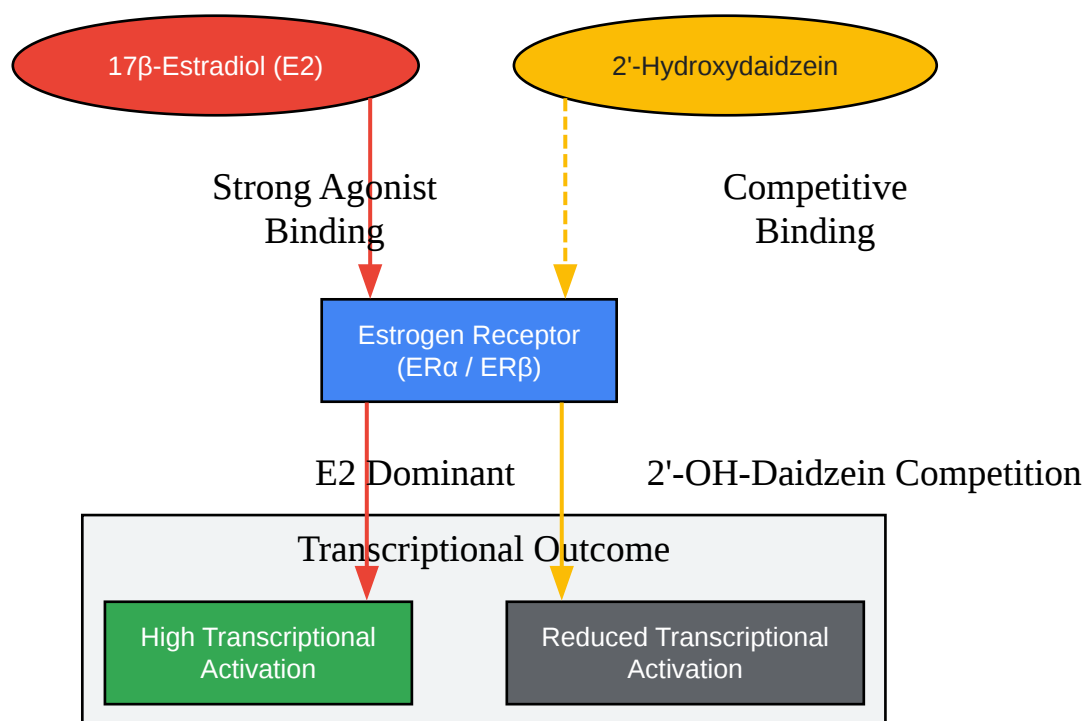 17β-Estradiol (E2)
2'-Hydroxydaidzein
Strong Agonist
Binding
Competitive
Binding
Estrogen Receptor
(ERα / ERβ)
E2 Dominant
2'-OH-Daidzein Competition
Transcriptional Outcome
High Transcriptional
Activation
Reduced Transcriptional
Activation